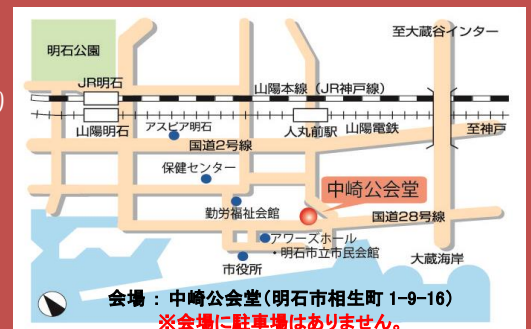 明石公園
至大蔵谷インター
JR明石
山陽本線（JR神戸線）
)
山陽明石
アスピア明石
人丸前駅
山陽電鉄
至神戸
国道2号線
保健センター
中崎公会堂
勤労福祉会館
国道28号線
アワーズホール
・明石市立市民会館
市役所
大蔵海岸
会場 : 中崎公会堂(明石市相生町 1-9-16)
※会場に駐車場はありません。